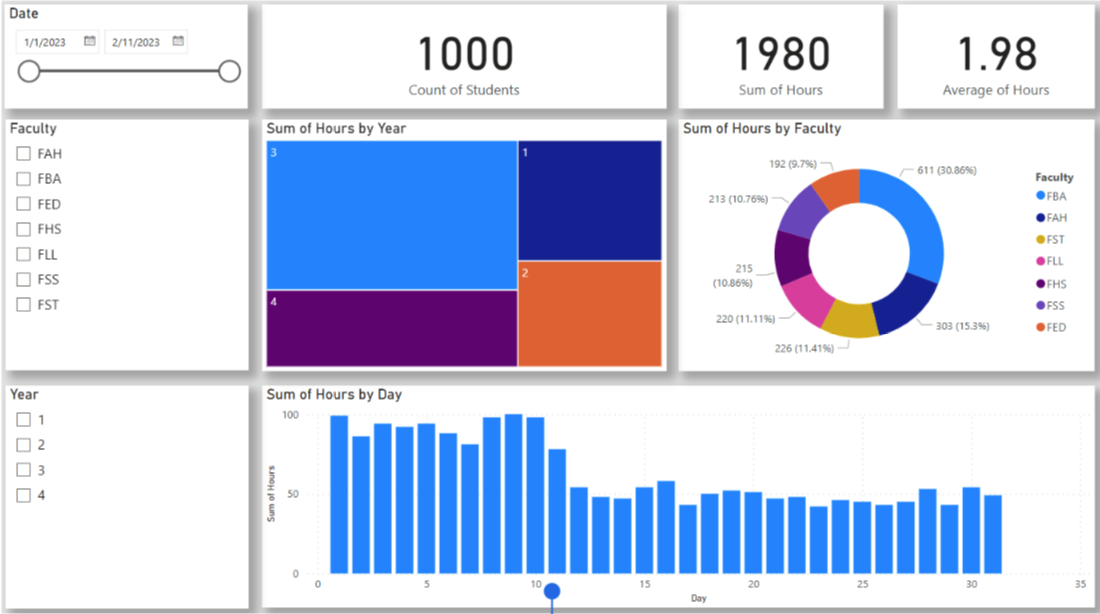 Date
1/1/2023
2/11/2023
1000
Count of Students
1980
Sum of Hours
1.98
Average of Hours
Faculty
FAH
FBA
FED
FHS
FLL
FSS
FST
Sum of Hours by Year
3
1
4
2
Sum of Hours by Faculty
192 (9.7%)
611 (30.86%)
213 (10.76%)
215
(10.86%)
220 (11.11%)
226 (11.41%)
303 (15.3%)
Faculty
FBA
FAH
FST
FLL
FHS
FSS
FED
Year
1
2
3
4
Sum of Hours by Day
Sum of Hours
100
50
0
0 5 10 15 20 25 30 35
Day